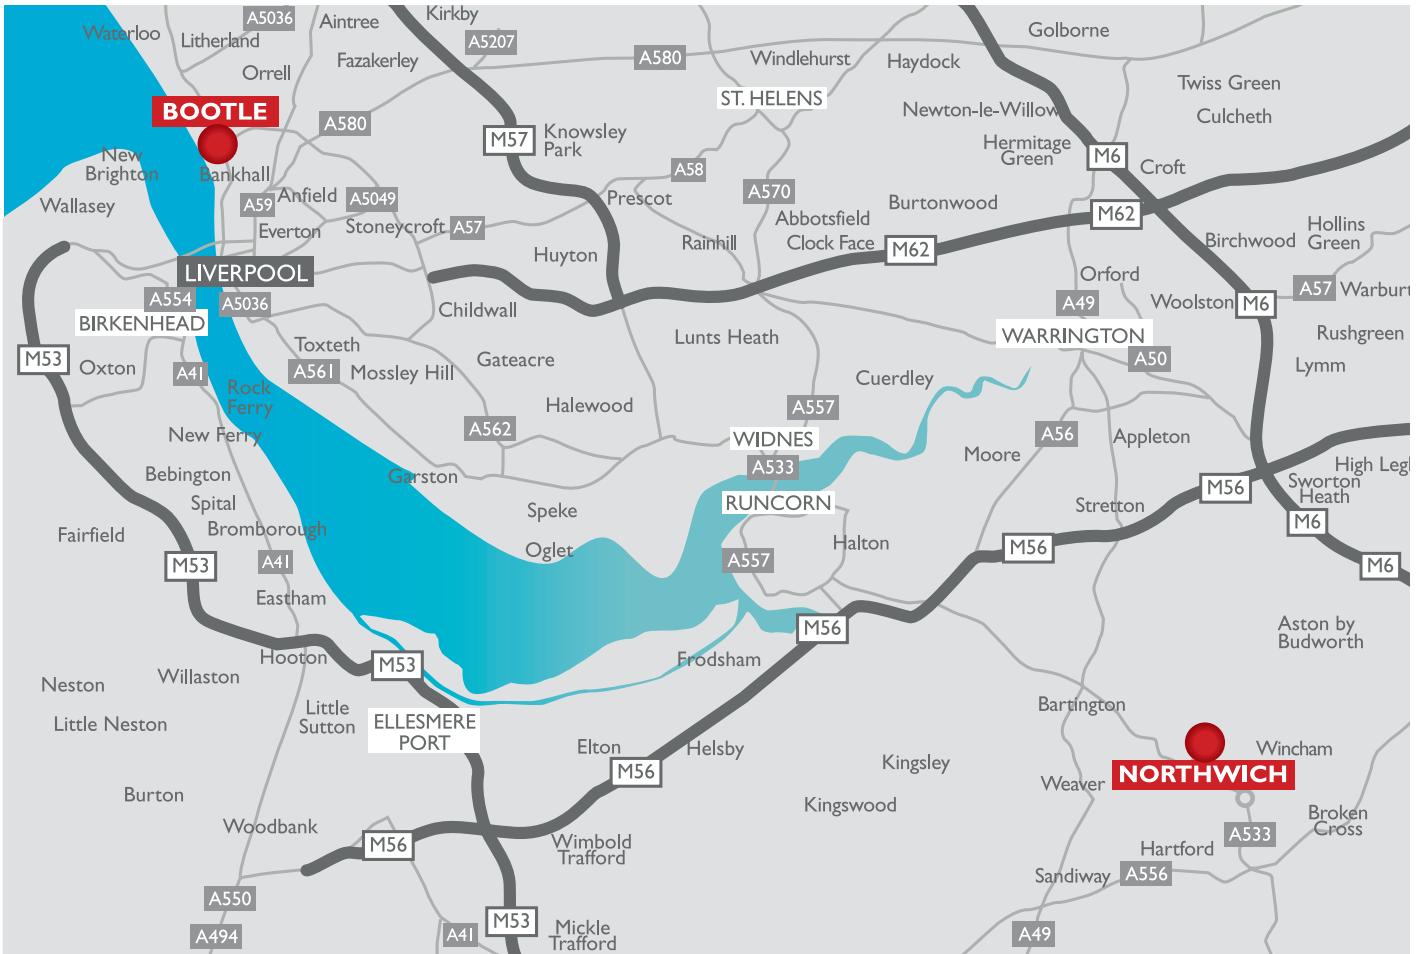 Kirkby
A5036
Aintree
Waterloo
Litherland
A5207
Golborne
Fazakerley
A580
Windlehurst
Haydock
Orrell
Twiss Green
ST. HELENS
BOOTLE
Newton-le-Willow
Culcheth
A580
M57
Knowsley
Park
Hermitage
Green
M6
Croft
New
Brighton
Bankhall
A58
Wallasey
A59
Anfield
A5049
Prescot
A570
Burtonwood
Abbotsfield
M62
Everton
Stoneycroft
A57
Clock Face
Rainhill
M62
Birchwood
Hollins
Green
Huyton
LIVERPOOL
Orford
A554
A5036
A49
Woolston
M6
A57
Warburt
Childwall
BIRKENHEAD
Lunts Heath
WARRINGTON
Rushgreen
Toxteth
M53
Oxton
A41
A561
Mossley Hill
Gateacre
A50
Lymm
Cuerdley
Rock
Ferry
Halewood
A557
New Ferry
A562
WIDNES
A56
Appleton
Moore
A533
High Legh
Bebington
Garston
M56
Sworton
Heath
Spital
RUNCORN
Stretton
Speke
M6
Fairfield
Bromborough
Oglet
Halton
M56
M53
A41
A557
M6
Eastham
M56
Aston by
Budworth
Hooton
M53
Frodsham
Willaston
Neston
Bartington
Little
Sutton
Little Neston
ELLESMERE
PORT
Elton
Helsby
Wincham
Kingsley
M56
NORTHWICH
Weaver
Burton
Kingswood
Broken
Cross
Woodbank
A533
M56
Wimbold
Trafford
Hartford
Sandiway
A556
A550
M53
Mickle
Trafford
A494
A41
A49